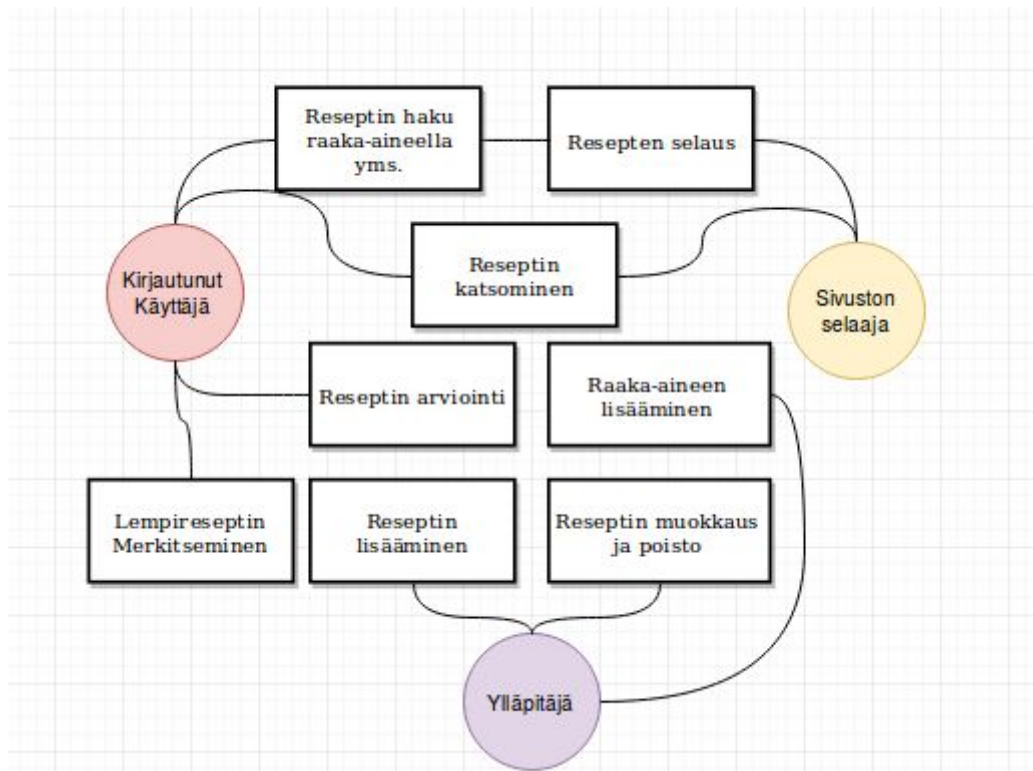 Reseptin haku
raaka-aineella
yms.
Resepten selaus
Reseptin
katsominen
Kirjautunut
Käyttäjä
Sivuston
selaaja
Reseptin arviointi
Raaka-aineen
lisääminen
Lempireseptin
Merkitseminen
Reseptin
lisääminen
Reseptin muokkaus
ja poisto
Ylläpitäjä